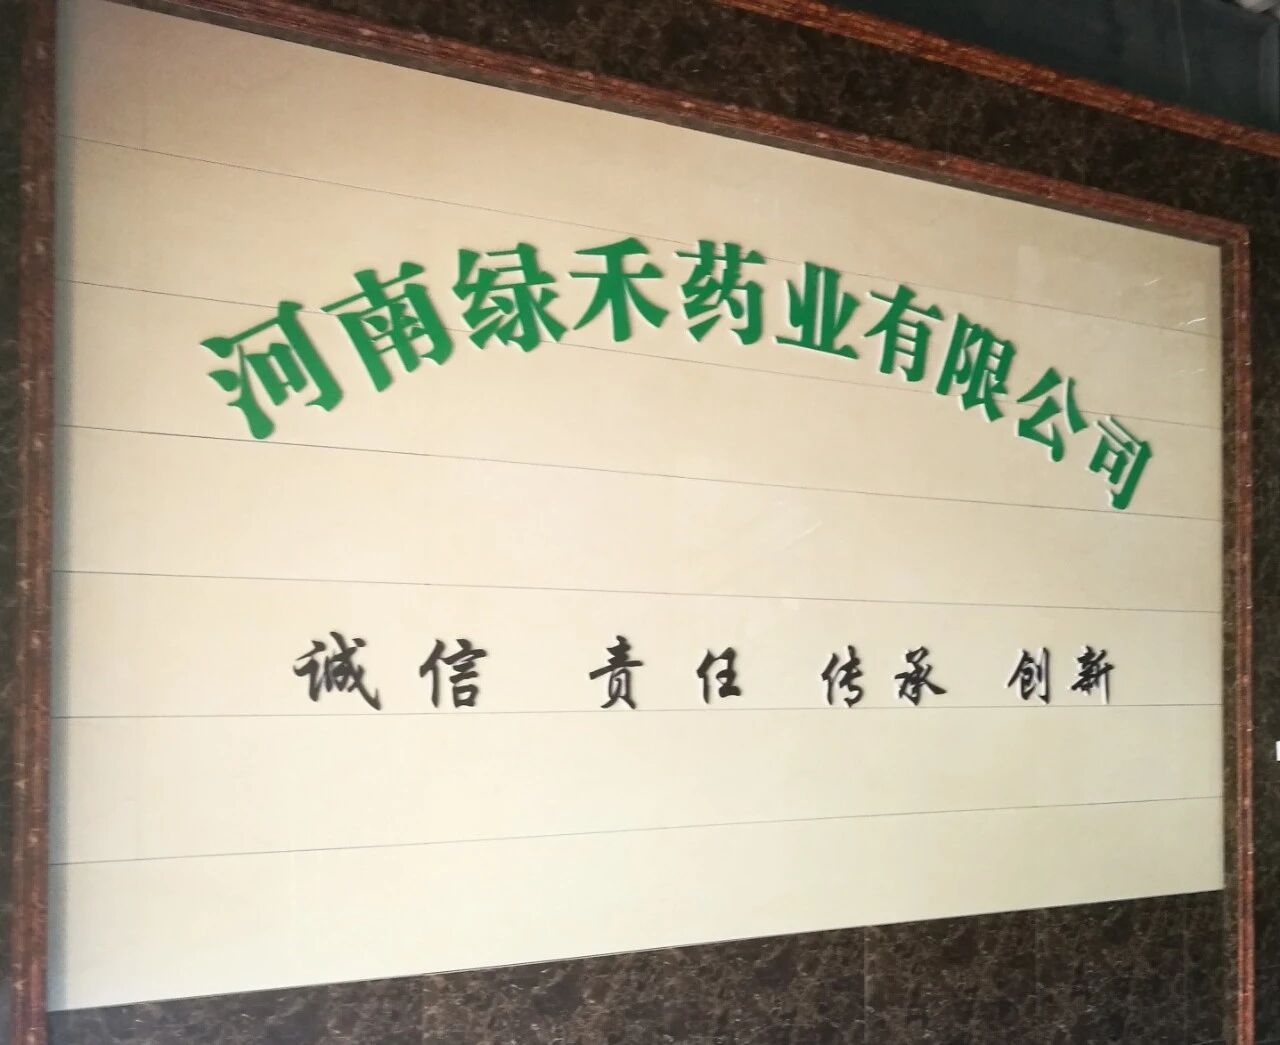 河南绿禾药业有限公司
诚信 责任 传承 创新